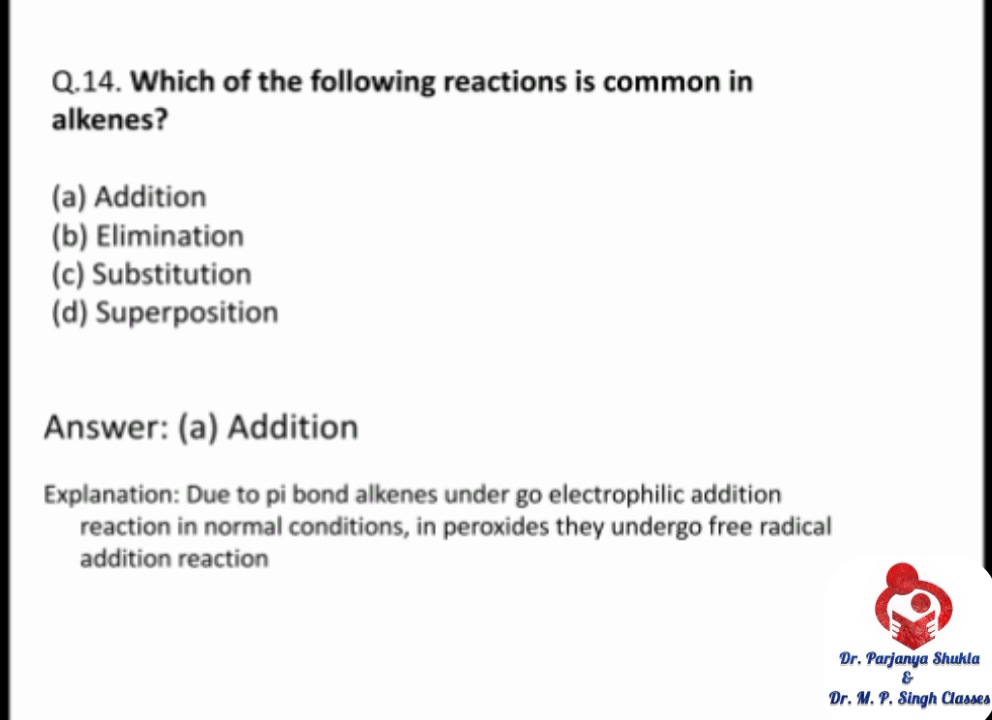 Q.14. Which of the following reactions is common in
alkenes?
(a) Addition
(b) Elimination
(c) Substitution
(d) Superposition
Answer: (a) Addition
Explanation: Due to pi bond alkenes under go electrophilic addition
reaction in normal conditions, in peroxides they undergo free radical
addition reaction
Dr. Parjanya Shukla
&
Dr. M. P. Singh Classes